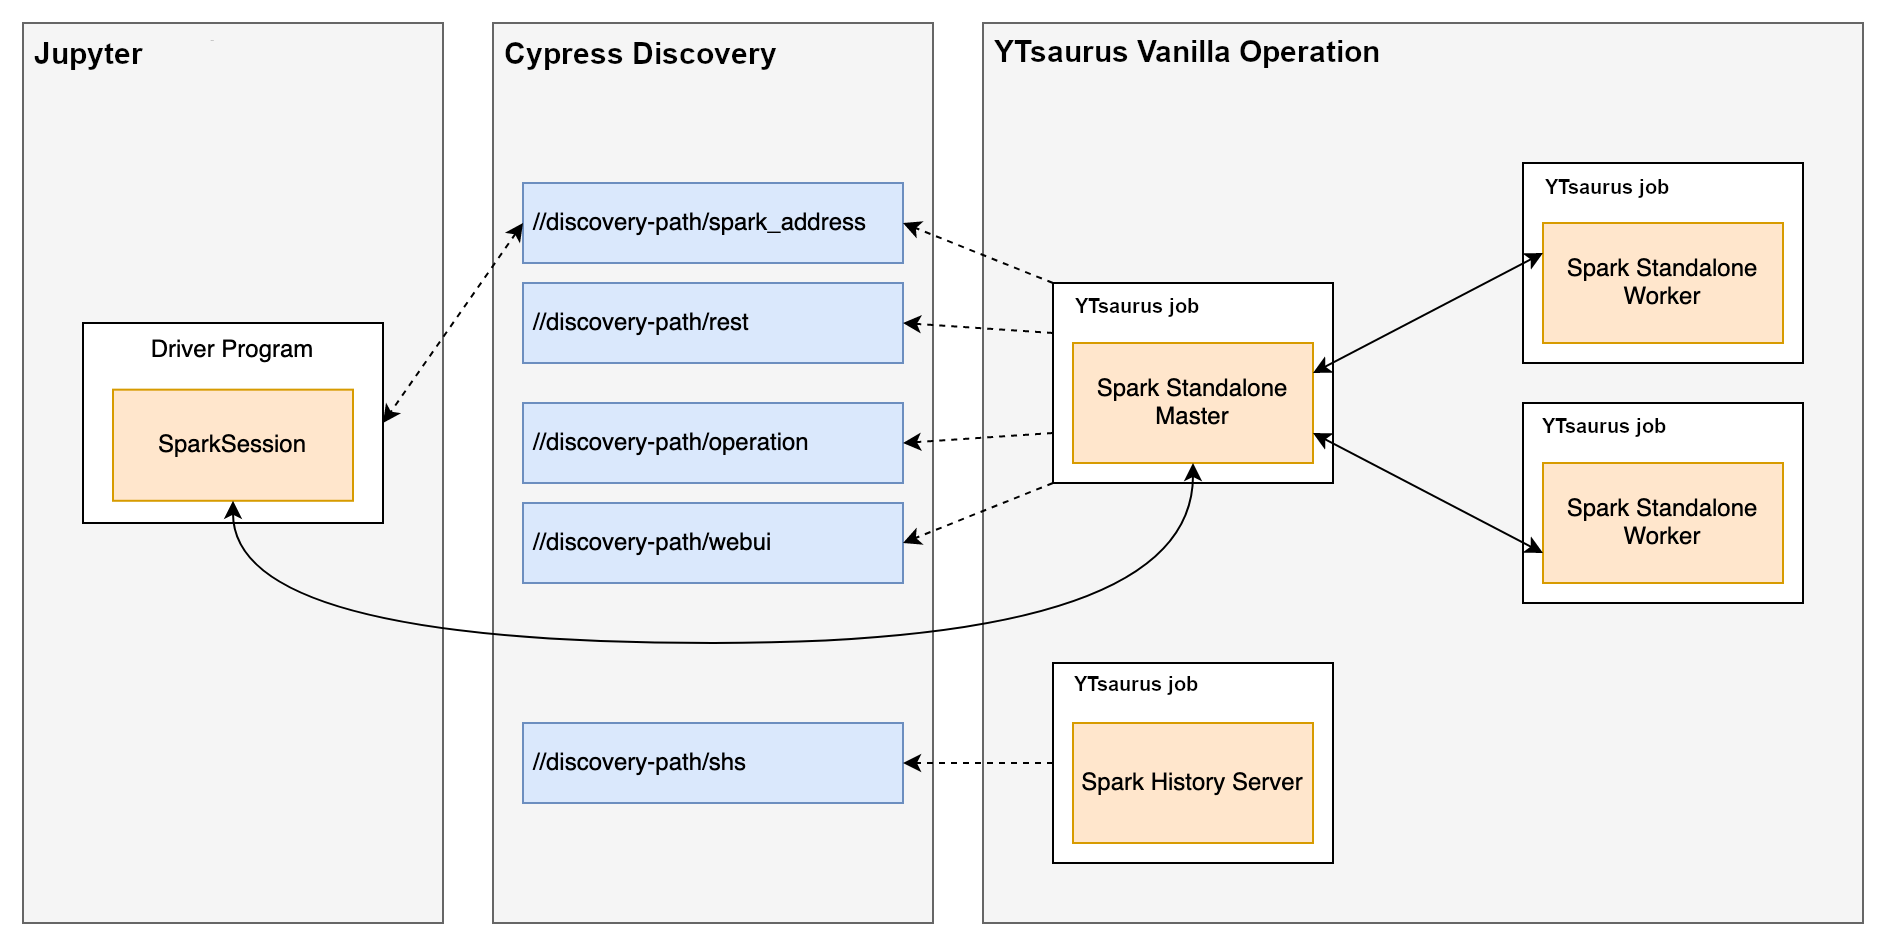 Jupyter
Driver Program
SparkSession
Cypress Discovery
//discovery-path/spark_address
//discovery-path/rest
//discovery-path/operation
//discovery-path/webui
//discovery-path/shs
YTsaurus Vanilla Operation
YTsaurus job
Spark Standalone
Master
YTsaurus job
Spark Standalone
Worker
YTsaurus job
Spark Standalone
Worker
YTsaurus job
Spark History Server